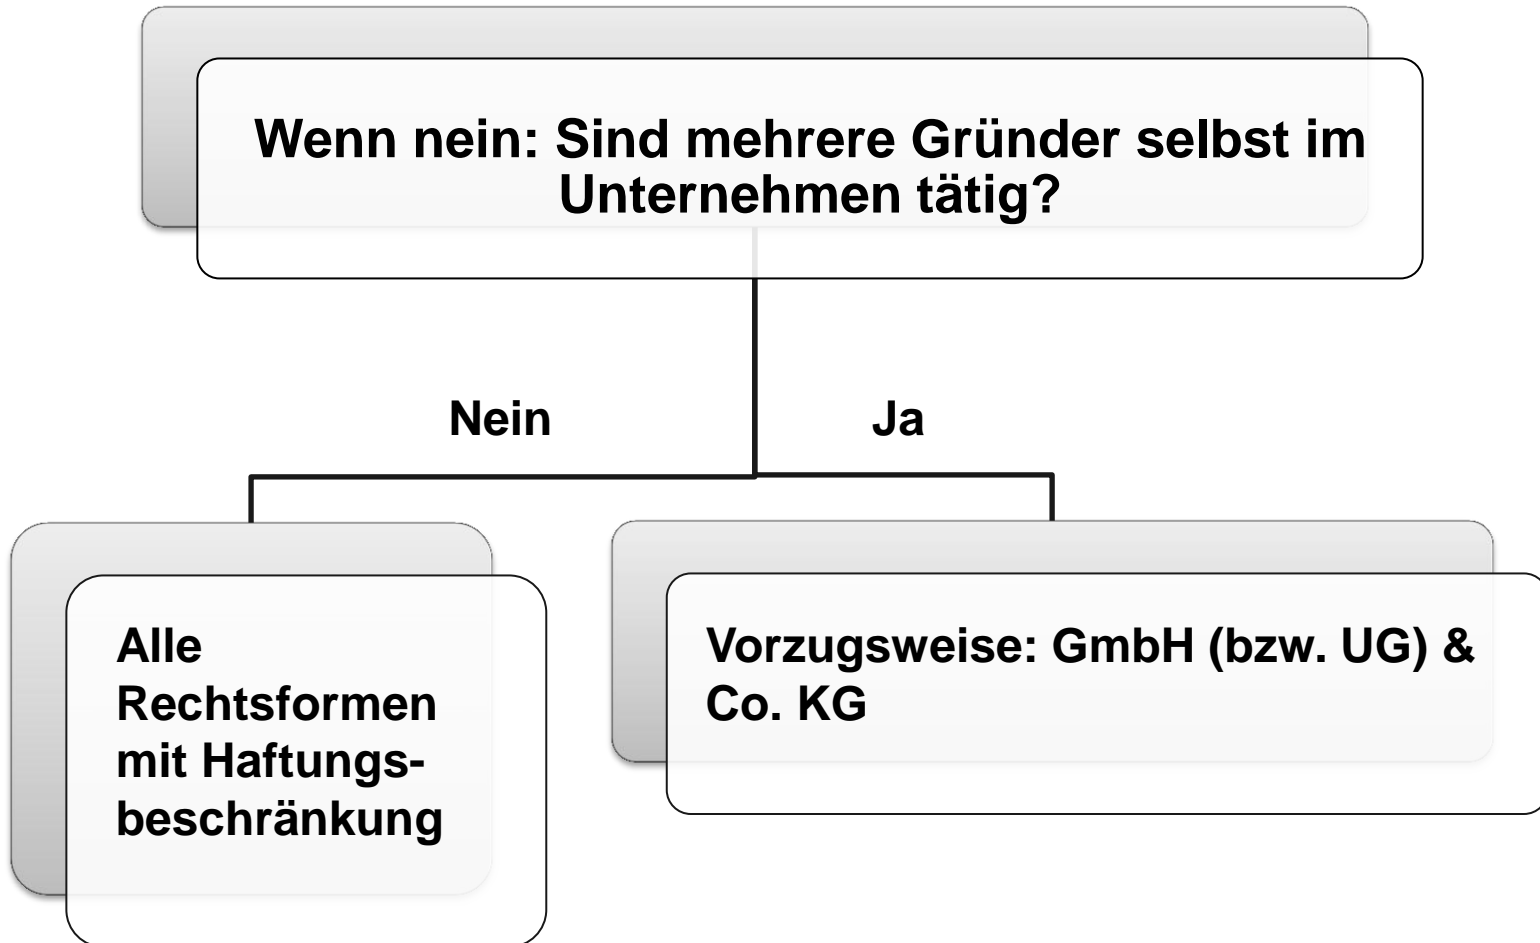 Wenn nein: Sind mehrere Gründer selbst im
Unternehmen tätig?
Nein
Ja
Alle
Rechtsformen
mit Haftungs-
beschränkung
Vorzugsweise: GmbH (bzw. UG) &
Co. KG